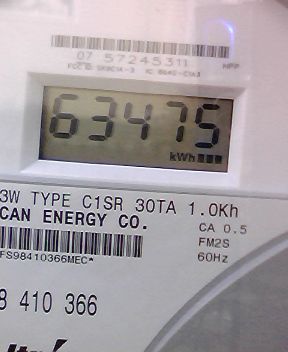 07 57245311
HPP
63475
kWh
3W TYPE C1SR 30TA 1.0Kh
CAN ENERGY CO.
CA 0.5
FM2S
60Hz
FS98410366MEC*
8 410 366